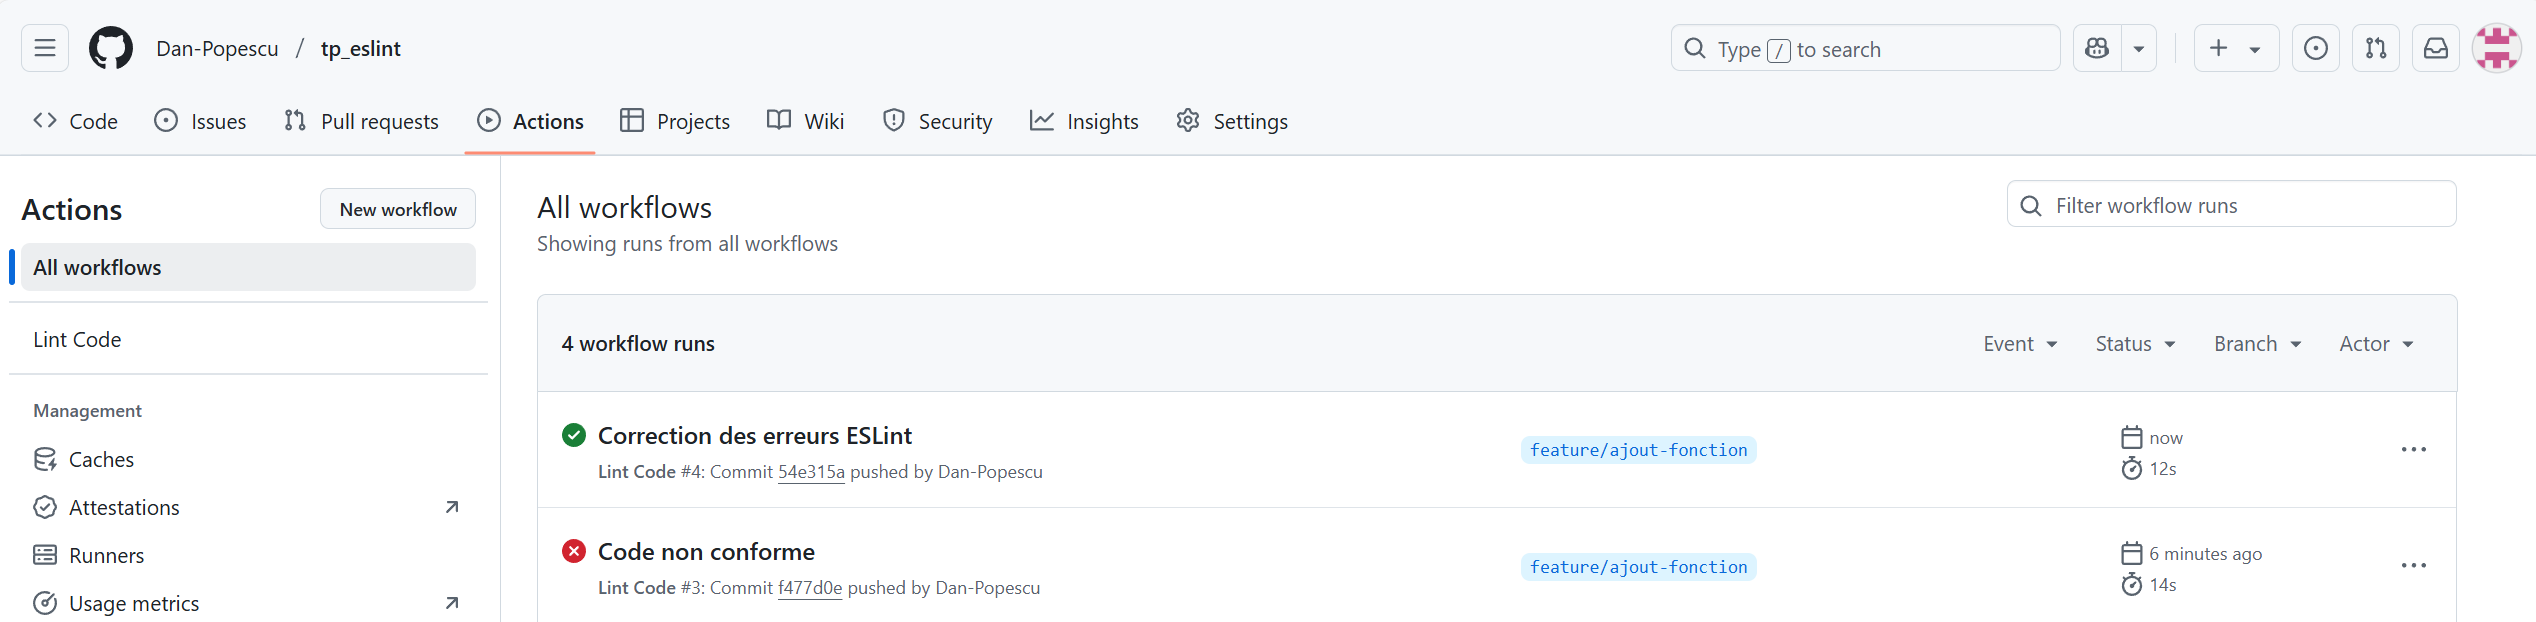 Dan-Popescu / tp_eslint
Type / to search
Code Issues Pull requests Actions Projects Wiki Security Insights Settings
Actions
New workflow
All workflows
Lint Code
Management
Caches
Attestations
Runners
Usage metrics
All workflows
Showing runs from all workflows
Filter workflow runs
4 workflow runs
Event Status Branch Actor
Correction des erreurs ESLint
Lint Code #4: Commit 54e315a pushed by Dan-Popescu
feature/ajout-fonction
now
12s
Code non conforme
Lint Code #3: Commit f477d0e pushed by Dan-Popescu
feature/ajout-fonction
6 minutes ago
14s